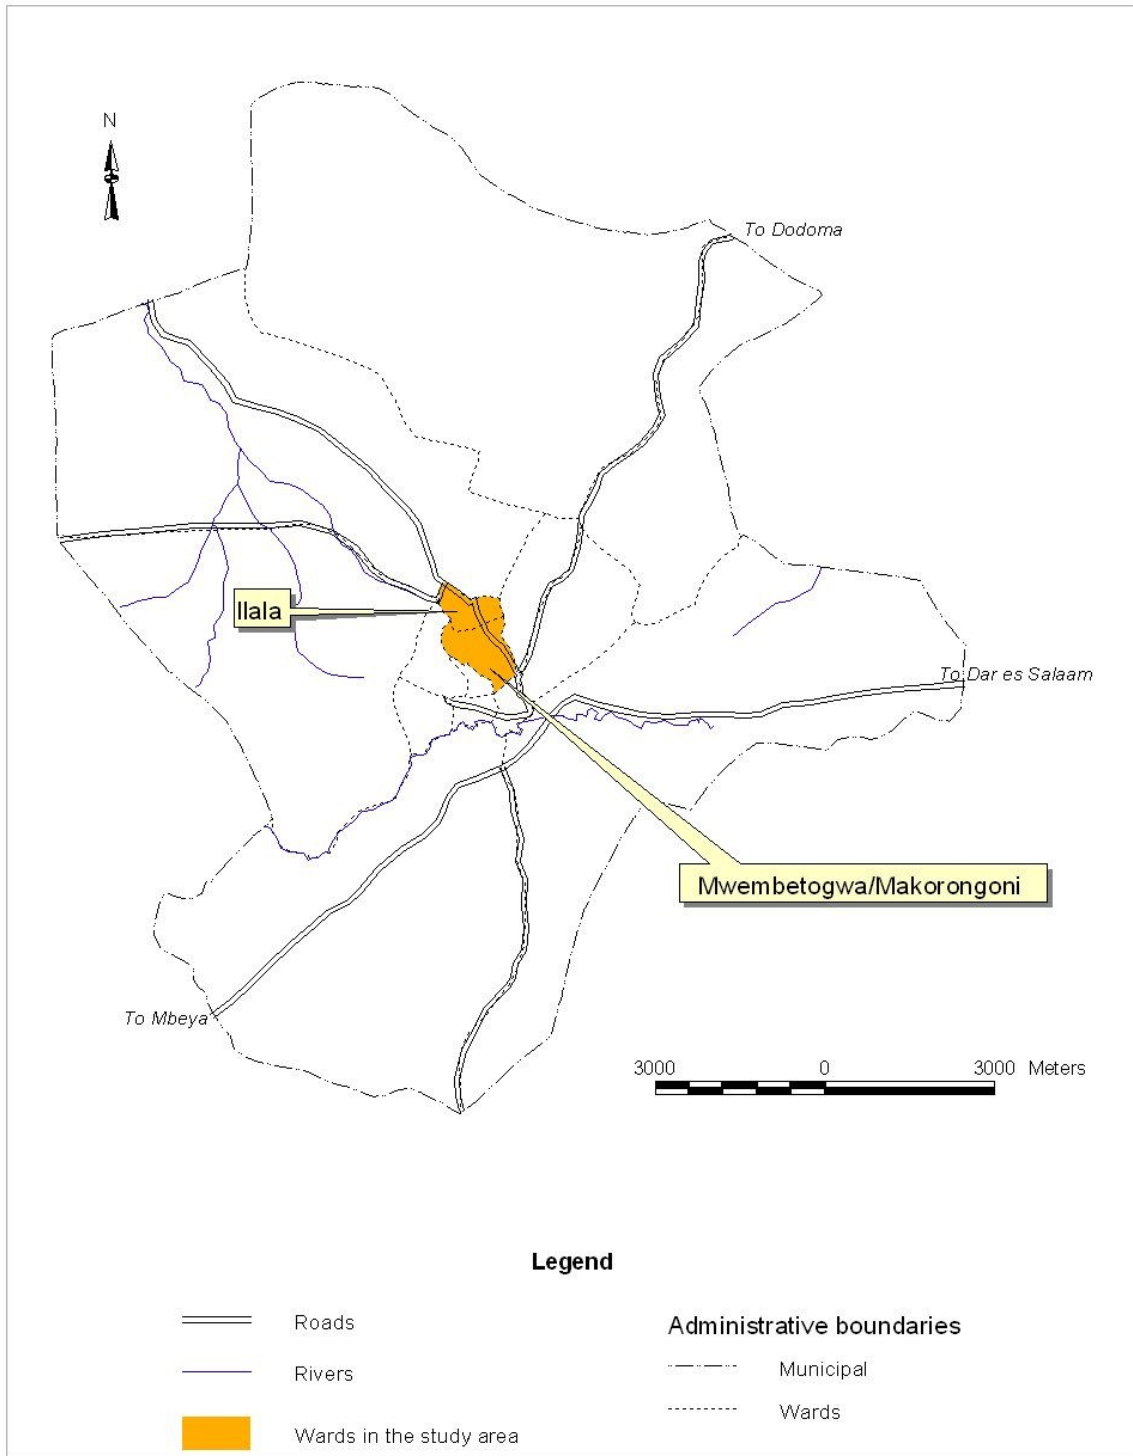 N
To Dodoma
Ilala
To Dar es Salaam
Mwembetogwa/Makorongoni
To Mbeya
3000 0 3000 Meters
Legend
Roads
Rivers
Wards in the study area
Administrative boundaries
Municipal
Wards